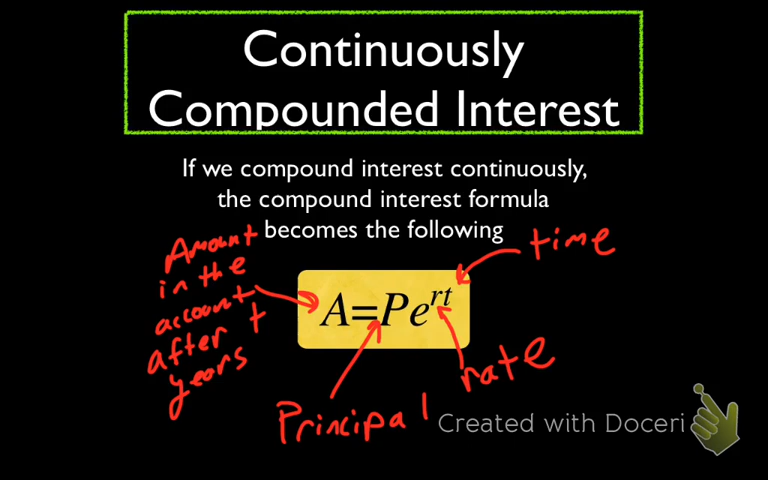 Continuously
Compounded Interest
If we compound interest continuously,
the compound interest formula
becomes the following
Amount
in the
account
after t
years
time
A=Pe^rt
rate
Principal
Created with Doceri